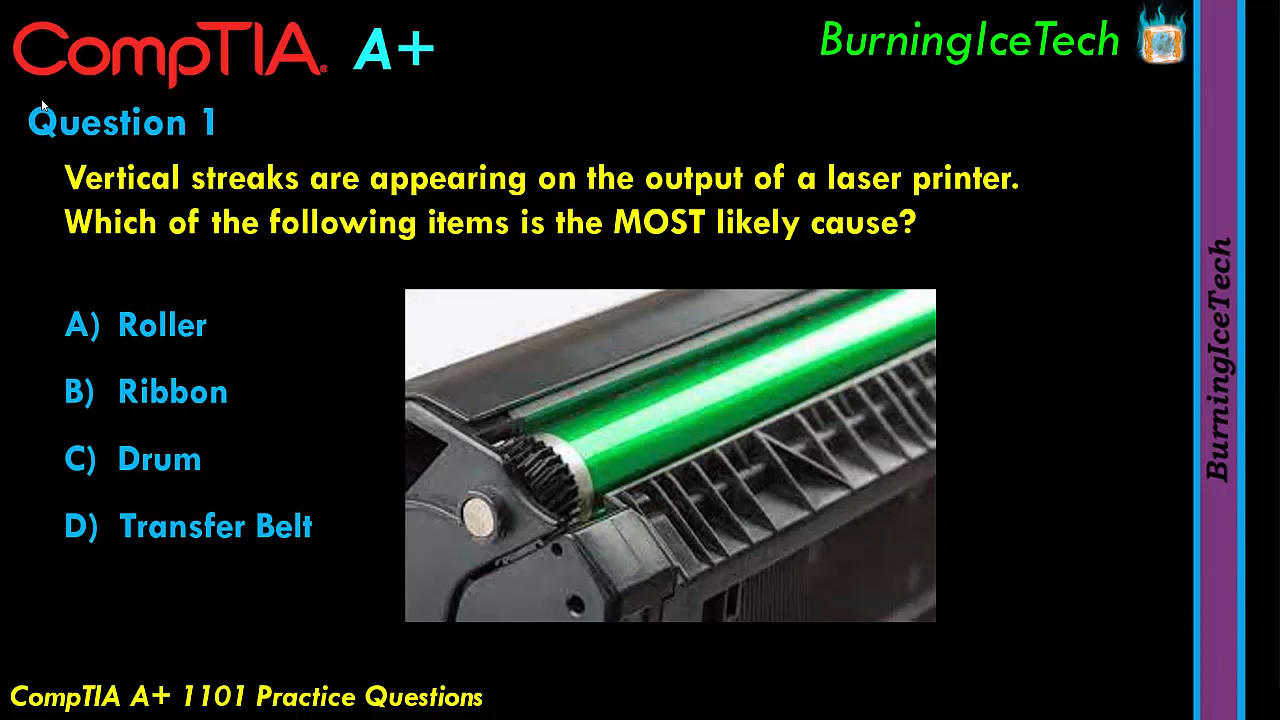 CompTIA® A+
BurningIceTech
Question 1
Vertical streaks are appearing on the output of a laser printer.
Which of the following items is the MOST likely cause?
A) Roller
B) Ribbon
C) Drum
D) Transfer Belt
BurningIceTech
CompTIA A+ 1101 Practice Questions